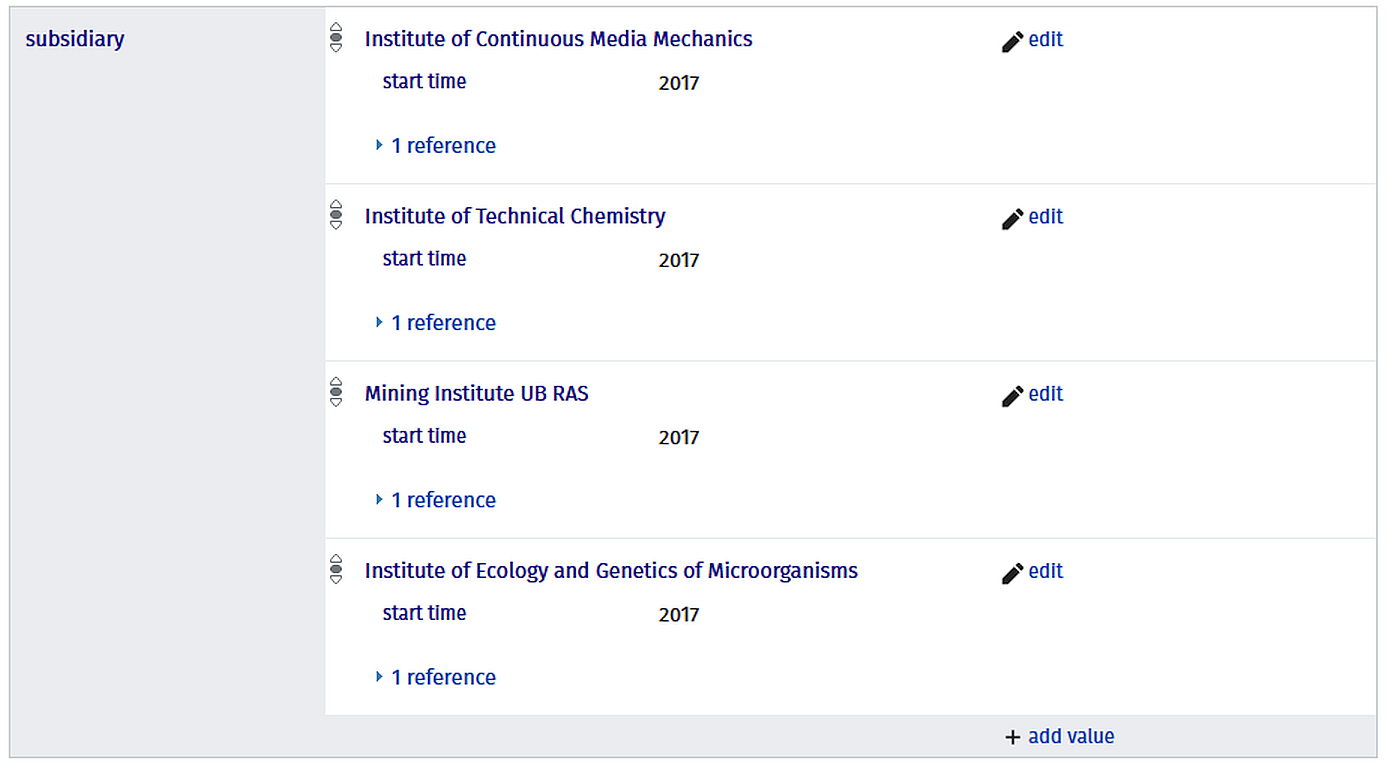 subsidiary
Institute of Continuous Media Mechanics
edit
start time 2017
1 reference
Institute of Technical Chemistry
edit
start time 2017
1 reference
Mining Institute UB RAS
edit
start time 2017
1 reference
Institute of Ecology and Genetics of Microorganisms
edit
start time 2017
1 reference
+ add value